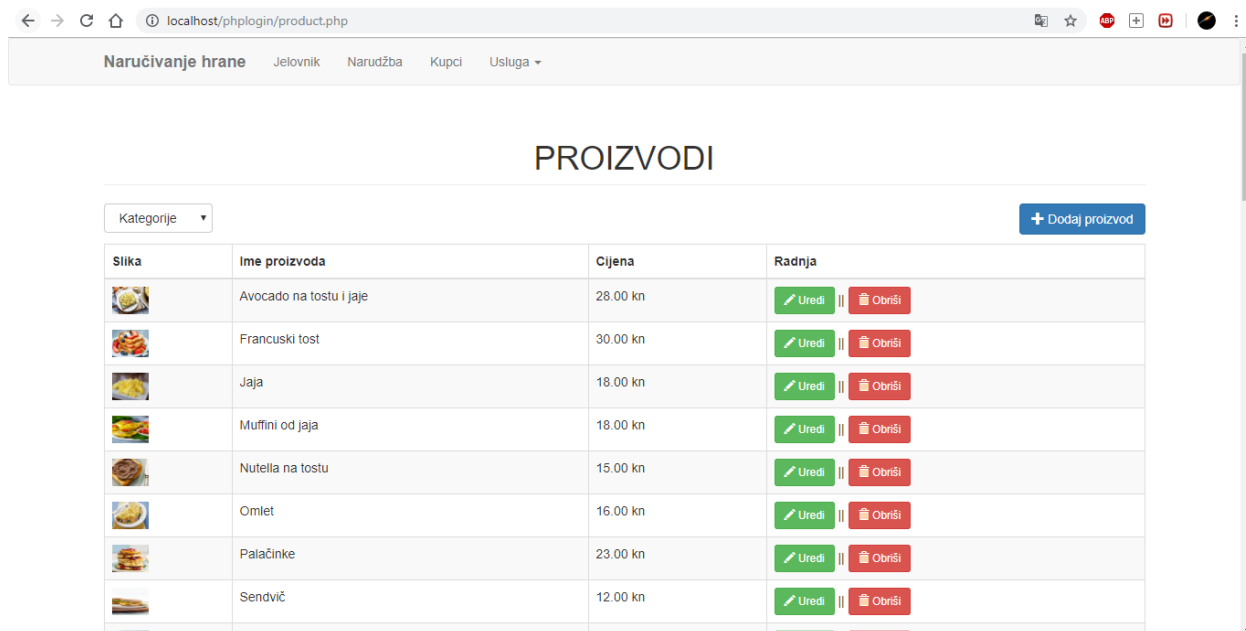 localhost/phplogin/product.php
ABP
Naručivanje hrane Jelovnik Narudžba Kupci Usluga
PROIZVODI
Kategorije
Dodaj proizvod
Slika Ime proizvoda Cijena Radnja
Avocado na tostu i jaje 28.00 kn Uredi || Obriši
Francuski tost 30.00 kn Uredi || Obriši
Jaja 18.00 kn Uredi || Obriši
Muffini od jaja 18.00 kn Uredi || Obriši
Nutella na tostu 15.00 kn Uredi || Obriši
Omlet 16.00 kn Uredi || Obriši
Palačinke 23.00 kn Uredi || Obriši
Sendvič 12.00 kn Uredi || Obriši